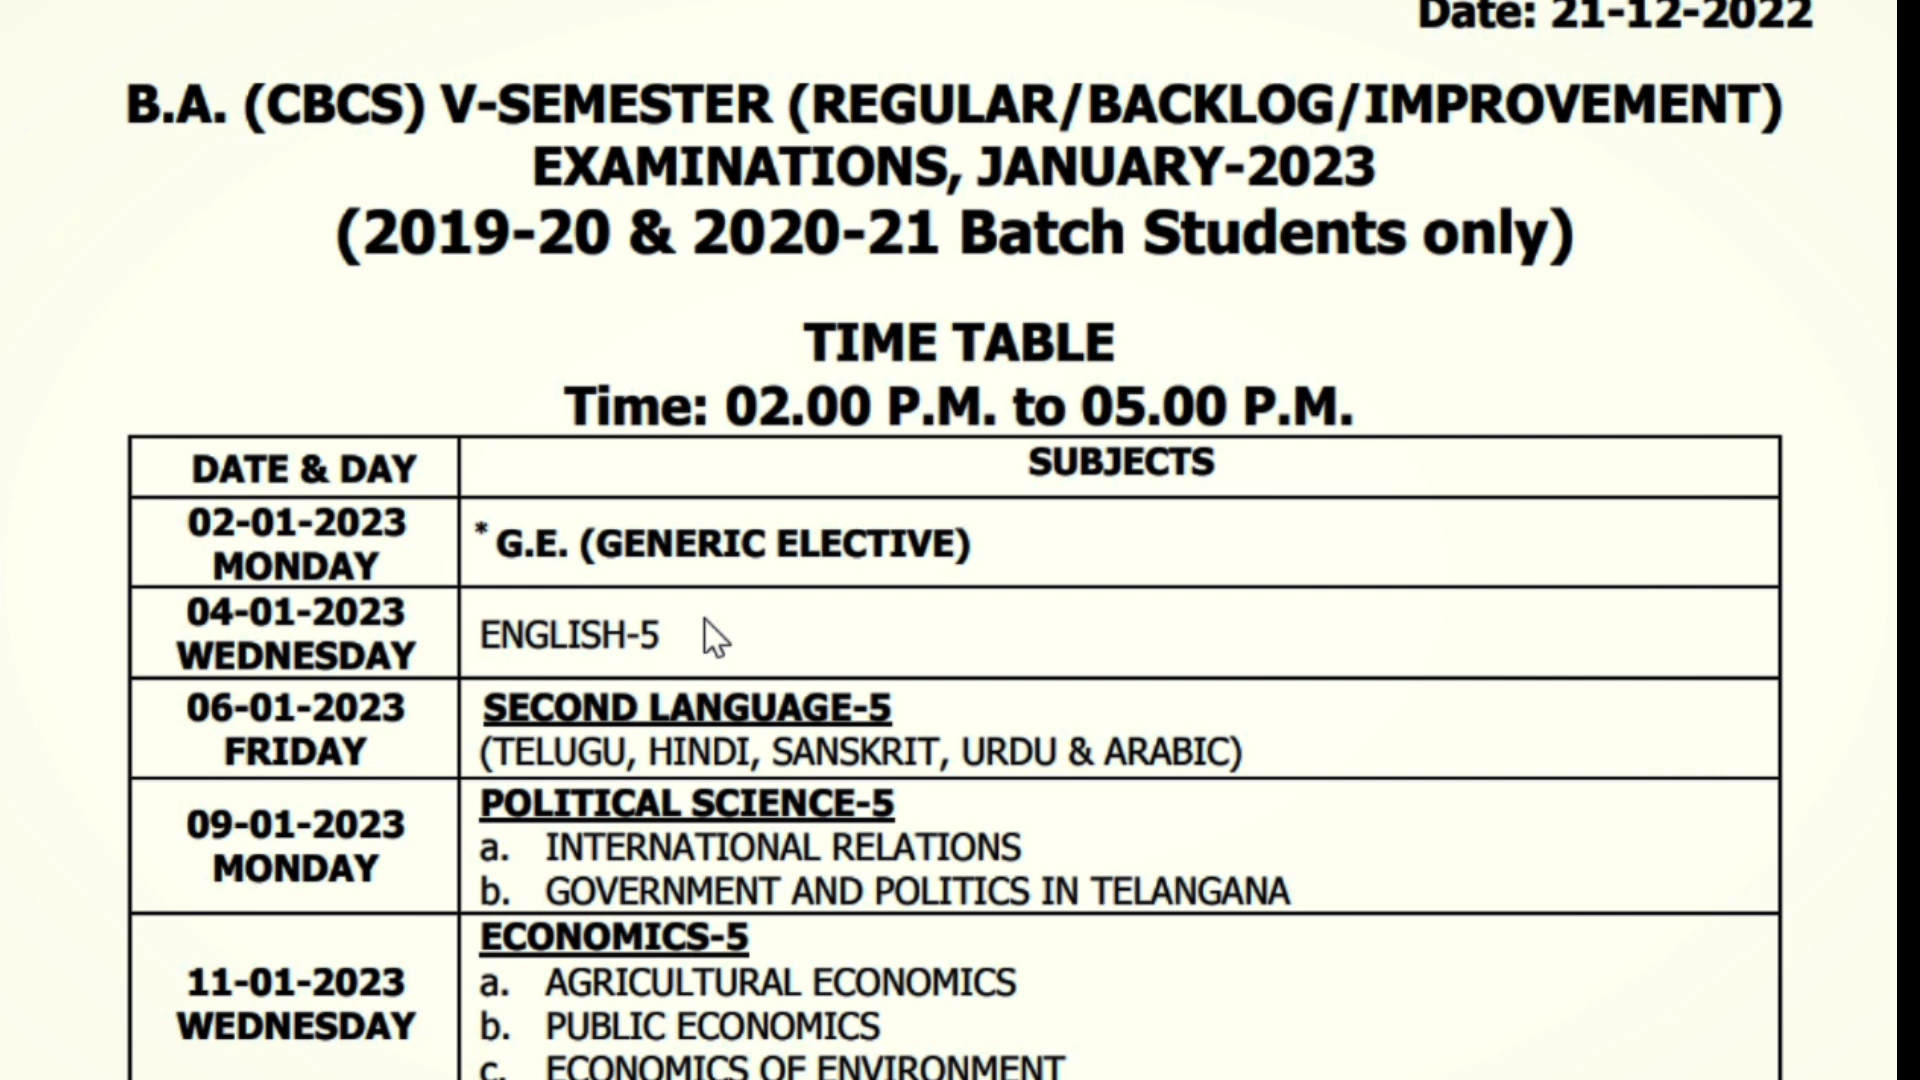 Date: 21-12-2022
B.A. (CBCS) V-SEMESTER (REGULAR/BACKLOG/IMPROVEMENT)
EXAMINATIONS, JANUARY-2023
(2019-20 & 2020-21 Batch Students only)
TIME TABLE
Time: 02.00 P.M. to 05.00 P.M.
DATE & DAY SUBJECTS
02-01-2023
MONDAY
* G.E. (GENERIC ELECTIVE)
04-01-2023
WEDNESDAY
ENGLISH-5
06-01-2023
FRIDAY
SECOND LANGUAGE-5
(TELUGU, HINDI, SANSKRIT, URDU & ARABIC)
09-01-2023
MONDAY
POLITICAL SCIENCE-5
a. INTERNATIONAL RELATIONS
b. GOVERNMENT AND POLITICS IN TELANGANA
11-01-2023
WEDNESDAY
ECONOMICS-5
a. AGRICULTURAL ECONOMICS
b. PUBLIC ECONOMICS
c. ECONOMICS OF ENVIRONMENT